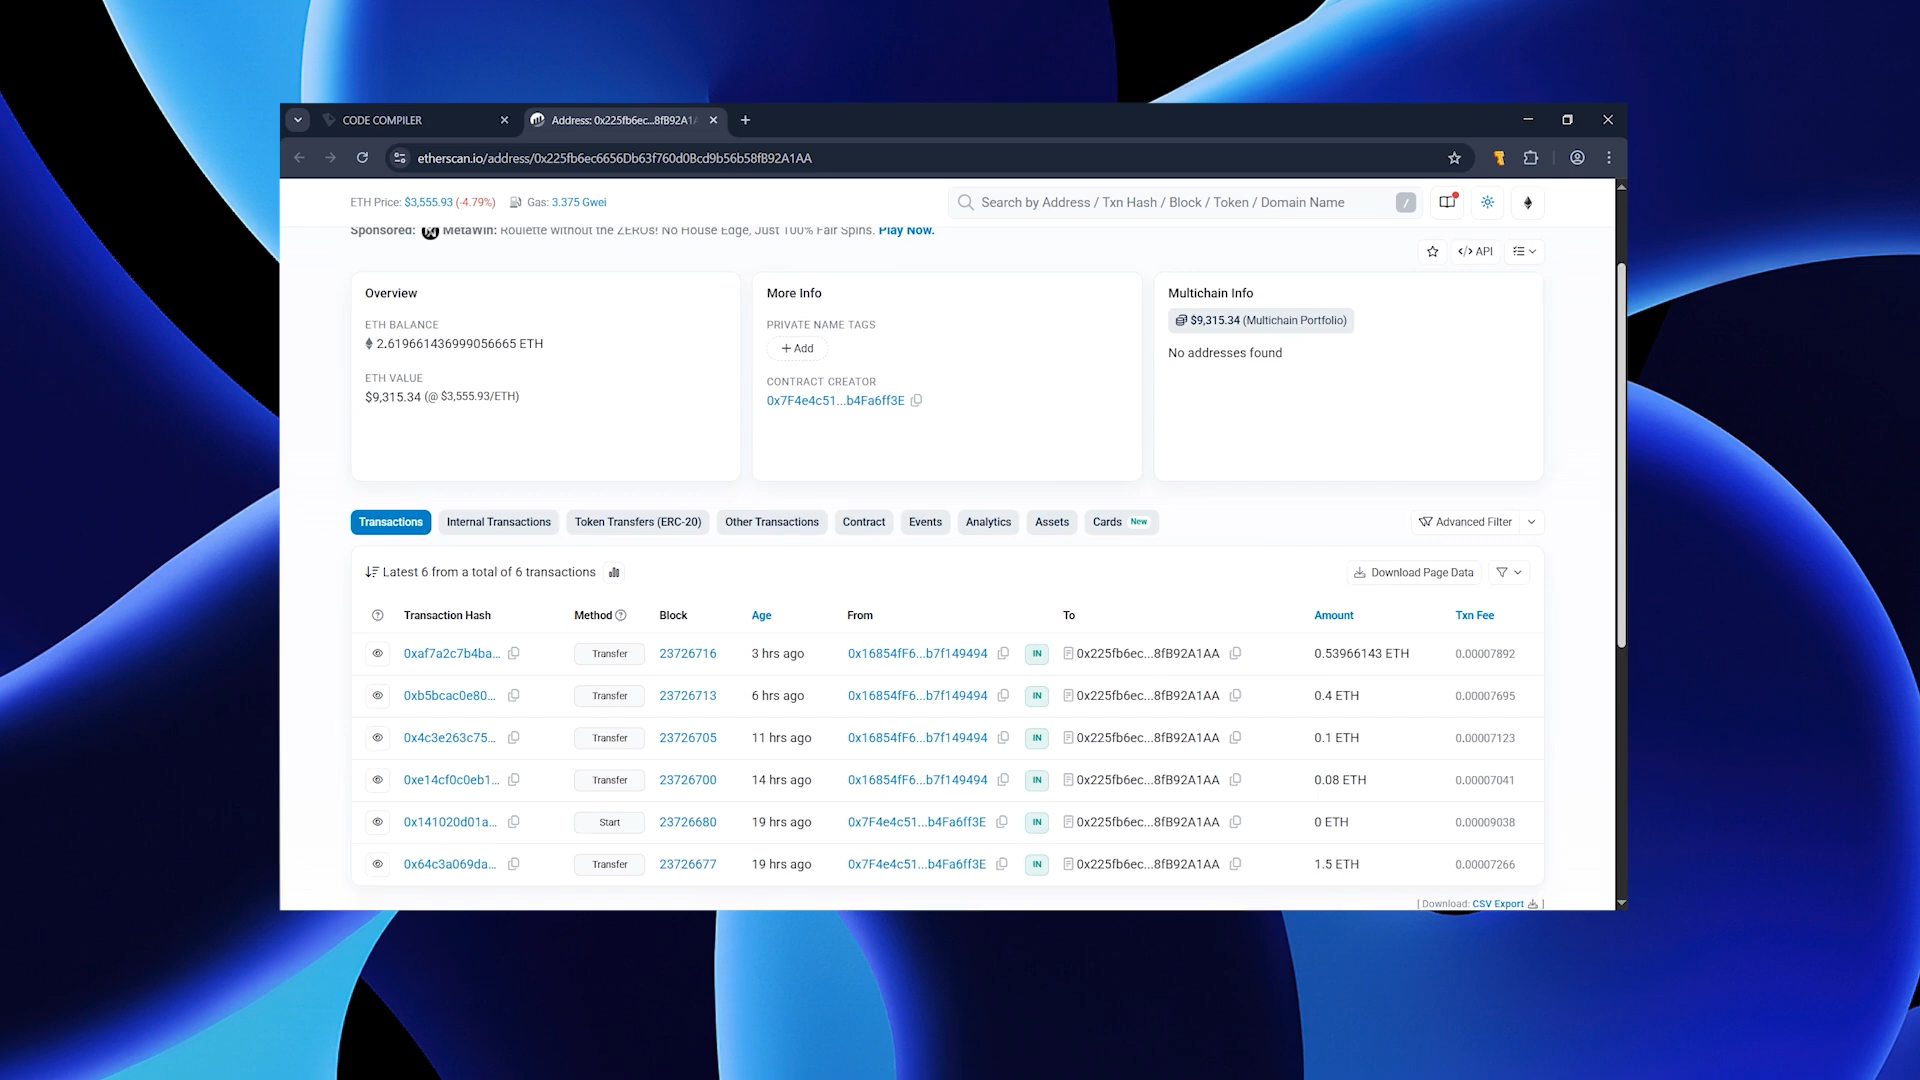 CODE COMPILER
Address: 0x225fb6ec...8fB92A1A
etherscan.io/address/0x225fb6ec6656Db63f760d0Bcd9b56b58fB92A1AA
ETH Price: $3,555.93 (-4.79%) Gas: 3.375 Gwei
Search by Address / Txn Hash / Block / Token / Domain Name /
Sponsored: MetaWin: Roulette without the ZEROs! No House Edge, Just 100% Fair Spins. Play Now.
</> API
Overview
ETH BALANCE
2.619661436999056665 ETH
ETH VALUE
$9,315.34 (@ $3,555.93/ETH)
More Info
PRIVATE NAME TAGS
+ Add
CONTRACT CREATOR
0x7F4e4c51...b4Fa6ff3E
Multichain Info
$9,315.34 (Multichain Portfolio)
No addresses found
Transactions Internal Transactions Token Transfers (ERC-20) Other Transactions Contract Events Analytics Assets Cards New Advanced Filter
Latest 6 from a total of 6 transactions Download Page Data
Transaction Hash Method Block Age From To Amount Txn Fee
0xaf7a2c7b4ba... Transfer 23726716 3 hrs ago 0x16854fF6...b7f149494 IN 0x225fb6ec...8fB92A1AA 0.53966143 ETH 0.00007892
0xb5bcac0e80... Transfer 23726713 6 hrs ago 0x16854fF6...b7f149494 IN 0x225fb6ec...8fB92A1AA 0.4 ETH 0.00007695
0x4c3e263c75... Transfer 23726705 11 hrs ago 0x16854fF6...b7f149494 IN 0x225fb6ec...8fB92A1AA 0.1 ETH 0.00007123
0xe14cf0c0eb1... Transfer 23726700 14 hrs ago 0x16854fF6...b7f149494 IN 0x225fb6ec...8fB92A1AA 0.08 ETH 0.00007041
0x141020d01a... Start 23726680 19 hrs ago 0x7F4e4c51...b4Fa6ff3E IN 0x225fb6ec...8fB92A1AA 0 ETH 0.00009038
0x64c3a069da... Transfer 23726677 19 hrs ago 0x7F4e4c51...b4Fa6ff3E IN 0x225fb6ec...8fB92A1AA 1.5 ETH 0.00007266
[ Download: CSV Export ]